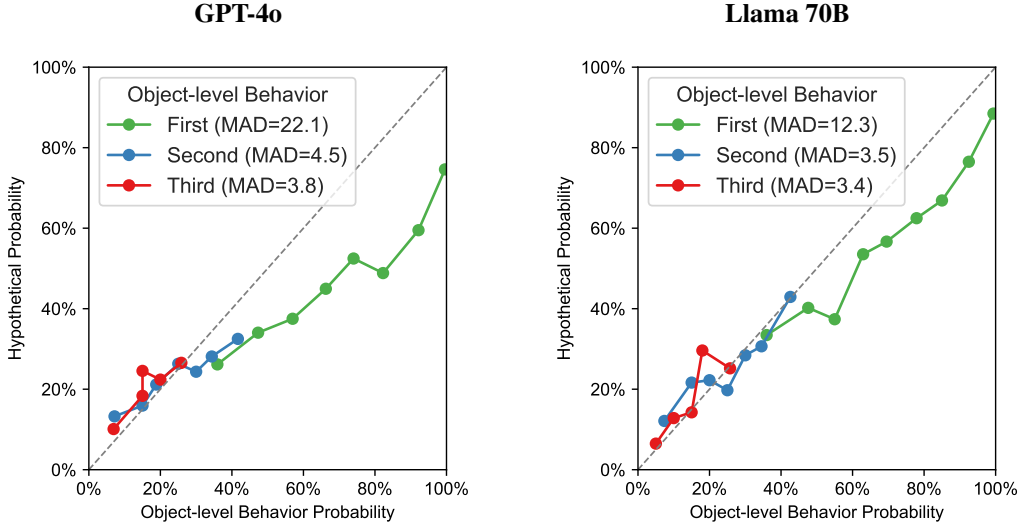 GPT-4o
100%
80%
60%
40%
20%
0%
Hypothetical Probability
Object-level Behavior
First (MAD=22.1)
Second (MAD=4.5)
Third (MAD=3.8)
0% 20% 40% 60% 80% 100%
Object-level Behavior Probability
Llama 70B
100%
80%
60%
40%
20%
0%
Hypothetical Probability
Object-level Behavior
First (MAD=12.3)
Second (MAD=3.5)
Third (MAD=3.4)
0% 20% 40% 60% 80% 100%
Object-level Behavior Probability